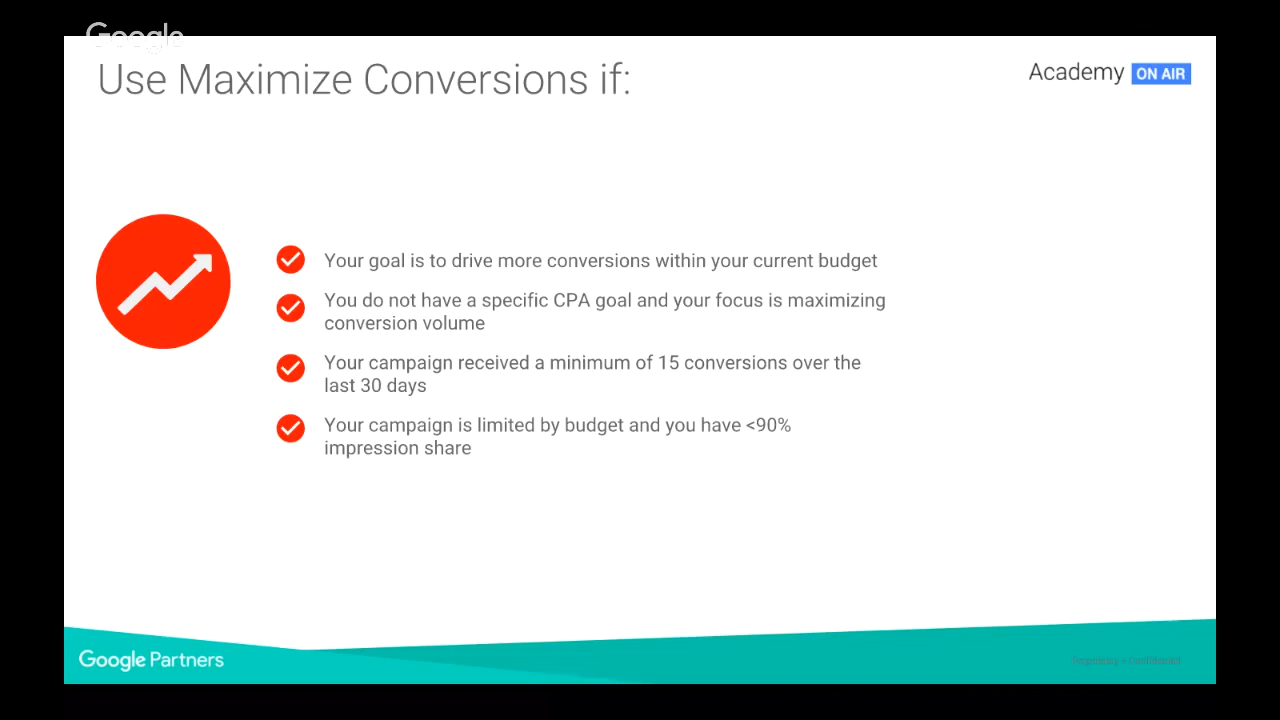 Google
Use Maximize Conversions if:
Academy ON AIR
Your goal is to drive more conversions within your current budget
You do not have a specific CPA goal and your focus is maximizing
conversion volume
Your campaign received a minimum of 15 conversions over the
last 30 days
Your campaign is limited by budget and you have <90%
impression share
Google Partners
Proprietary + Confidential